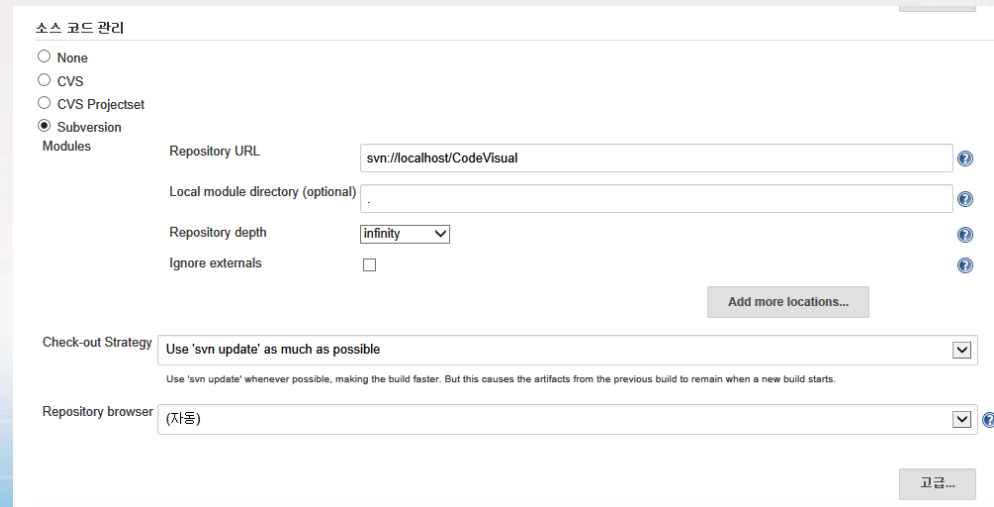 소스 코드 관리
None
CVS
CVS Projectset
Subversion
Modules
Repository URL
svn://localhost/CodeVisual
Local module directory (optional)
.
Repository depth
infinity
Ignore externals
Add more locations...
Check-out Strategy
Use 'svn update' as much as possible
Use 'svn update' whenever possible, making the build faster. But this causes the artifacts from the previous build to remain when a new build starts.
Repository browser
(자동)
고급...